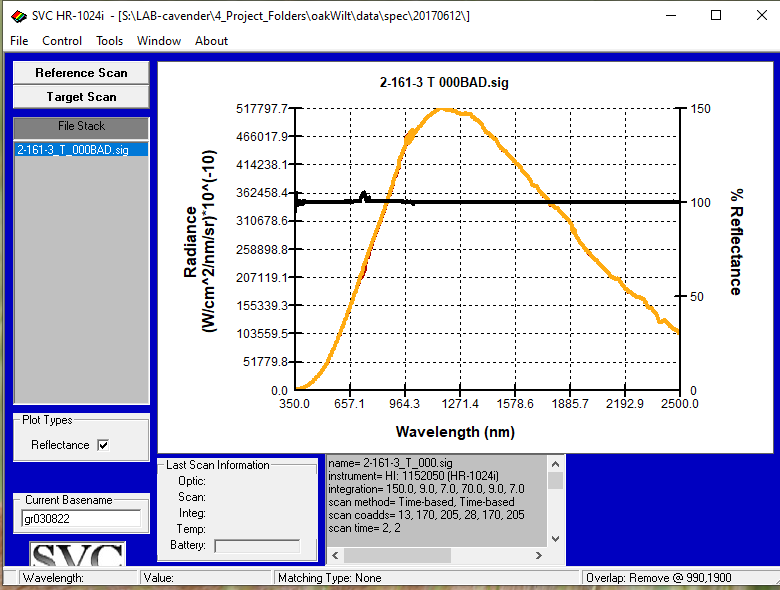 SVC HR-1024i - [S:\LAB-cavender\4_Project_Folders\oakWilt\data\spec\20170612\]
File Control Tools Window About
Reference Scan
Target Scan
File Stack
2-161-3_T_000BAD.sig
Plot Types
Reflectance
Current Basename
gr030822
SVC
2-161-3 T 000BAD.sig
517797.7
466017.9
414238.1
362458.4
310678.6
258898.8
207119.1
155339.3
103559.5
51779.8
0.0
Radiance
(W/cm^2/nm/sr)*10^(-10)
150
100
50
0
% Reflectance
350.0 657.1 964.3 1271.4 1578.6 1885.7 2192.9 2500.0
Wavelength (nm)
Last Scan Information
Optic:
Scan:
Integ:
Temp:
Battery:
name= 2-161-3_T_000.sig
instrument= HI: 1152050 (HR-1024i)
integration= 150.0, 9.0, 7.0, 70.0, 9.0, 7.0
scan method= Time-based, Time-based
scan coadds= 13, 170, 205, 28, 170, 205
scan time= 2, 2
Wavelength: Value: Matching Type: None Overlap: Remove @ 990,1900